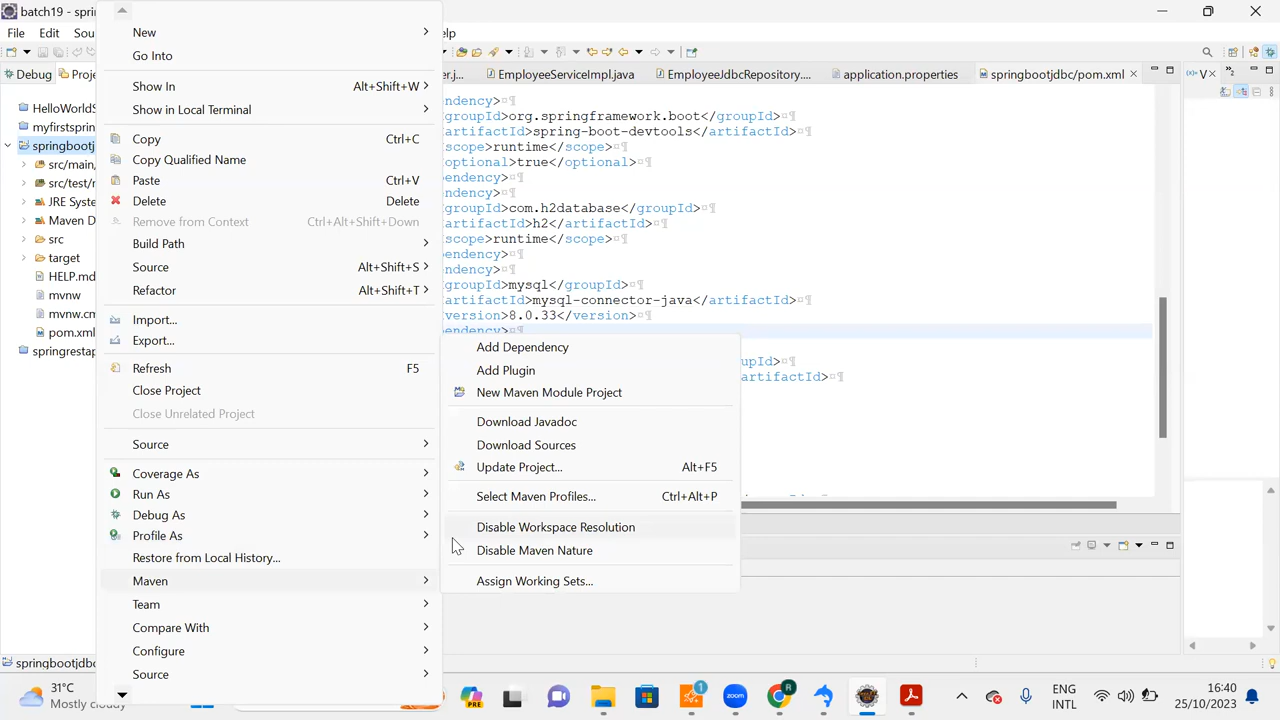 batch19 - spri
File Edit Sou
elp
Debug Proje
er.j... EmployeeServiceImpl.java EmployeeJdbcRepository.... application.properties springbootjdbc/pom.xml
HelloWorldS
myfirstsprin
springbootj
src/main,
src/test/r
JRE Syste
Maven D
src
target
HELP.md
mvnw
mvnw.cm
pom.xml
springrestap
New
Go Into
Show In Alt+Shift+W
Show in Local Terminal
Copy Ctrl+C
Copy Qualified Name
Paste Ctrl+V
Delete Delete
Remove from Context Ctrl+Alt+Shift+Down
Build Path
Source Alt+Shift+S
Refactor Alt+Shift+T
Import...
Export...
Refresh F5
Close Project
Close Unrelated Project
Source
Coverage As
Run As
Debug As
Profile As
Restore from Local History...
Maven
Team
Compare With
Configure
Source
endency>¤¶
groupId>org.springframework.boot</groupId>¤¶
artifactId>spring-boot-devtools</artifactId>¤¶
scope>runtime</scope>¤¶
optional>true</optional>¤¶
pendency>¤¶
endency>¤¶
groupId>com.h2database</groupId>¤¶
artifactId>h2</artifactId>¤¶
scope>runtime</scope>¤¶
pendency>¤¶
endency>¤¶
groupId>mysql</groupId>¤¶
artifactId>mysql-connector-java</artifactId>¤¶
version>8.0.33</version>¤¶
pendency>¤¶
upId>¤¶
artifactId>¤¶
Add Dependency
Add Plugin
New Maven Module Project
Download Javadoc
Download Sources
Update Project... Alt+F5
Select Maven Profiles... Ctrl+Alt+P
Disable Workspace Resolution
Disable Maven Nature
Assign Working Sets...
springbootjdbc
31°C
Mostly cloudy
PRE
1
zoom
R
ENG
INTL
16:40
25/10/2023